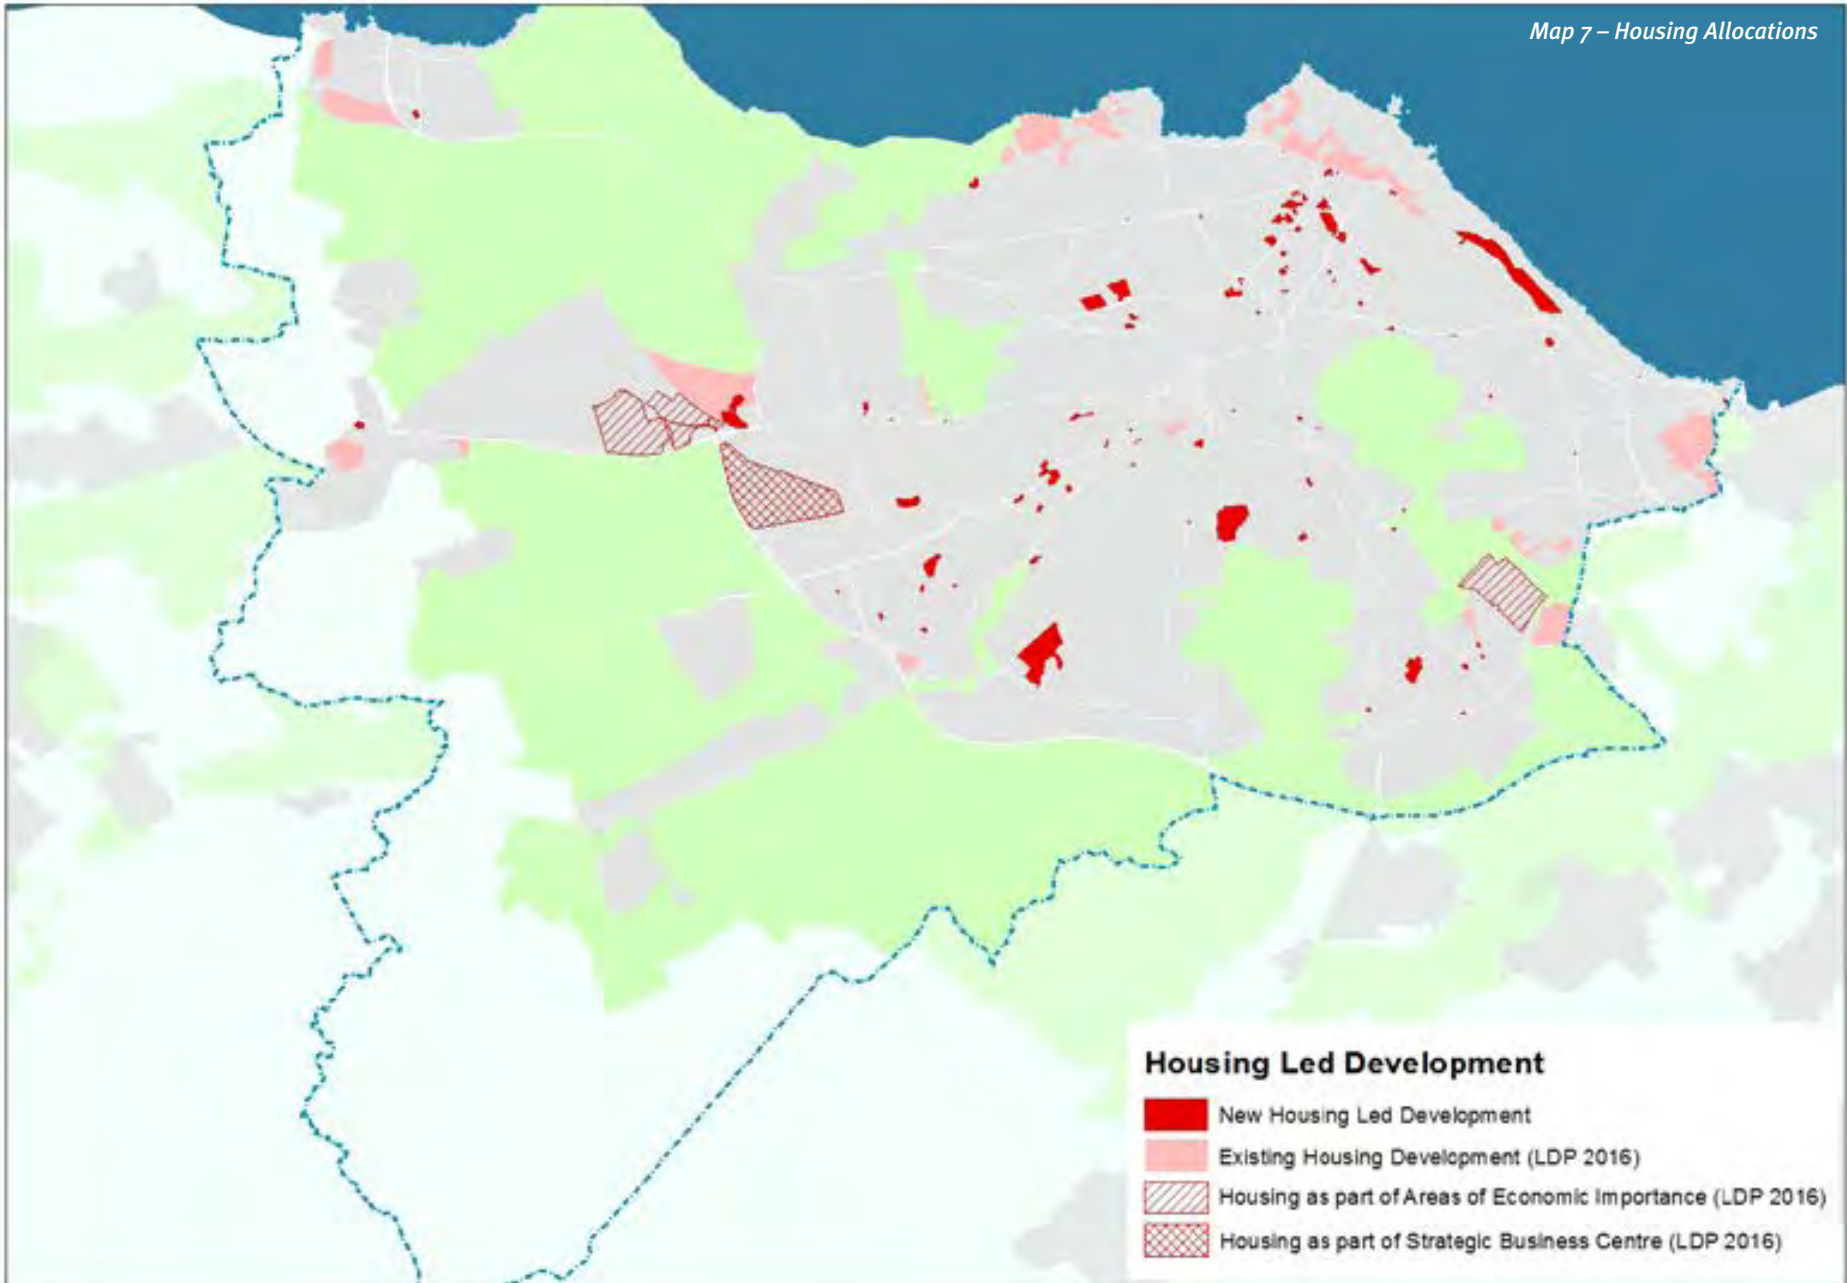 Map 7 – Housing Allocations
Housing Led Development
New Housing Led Development
Existing Housing Development (LDP 2016)
Housing as part of Areas of Economic Importance (LDP 2016)
Housing as part of Strategic Business Centre (LDP 2016)